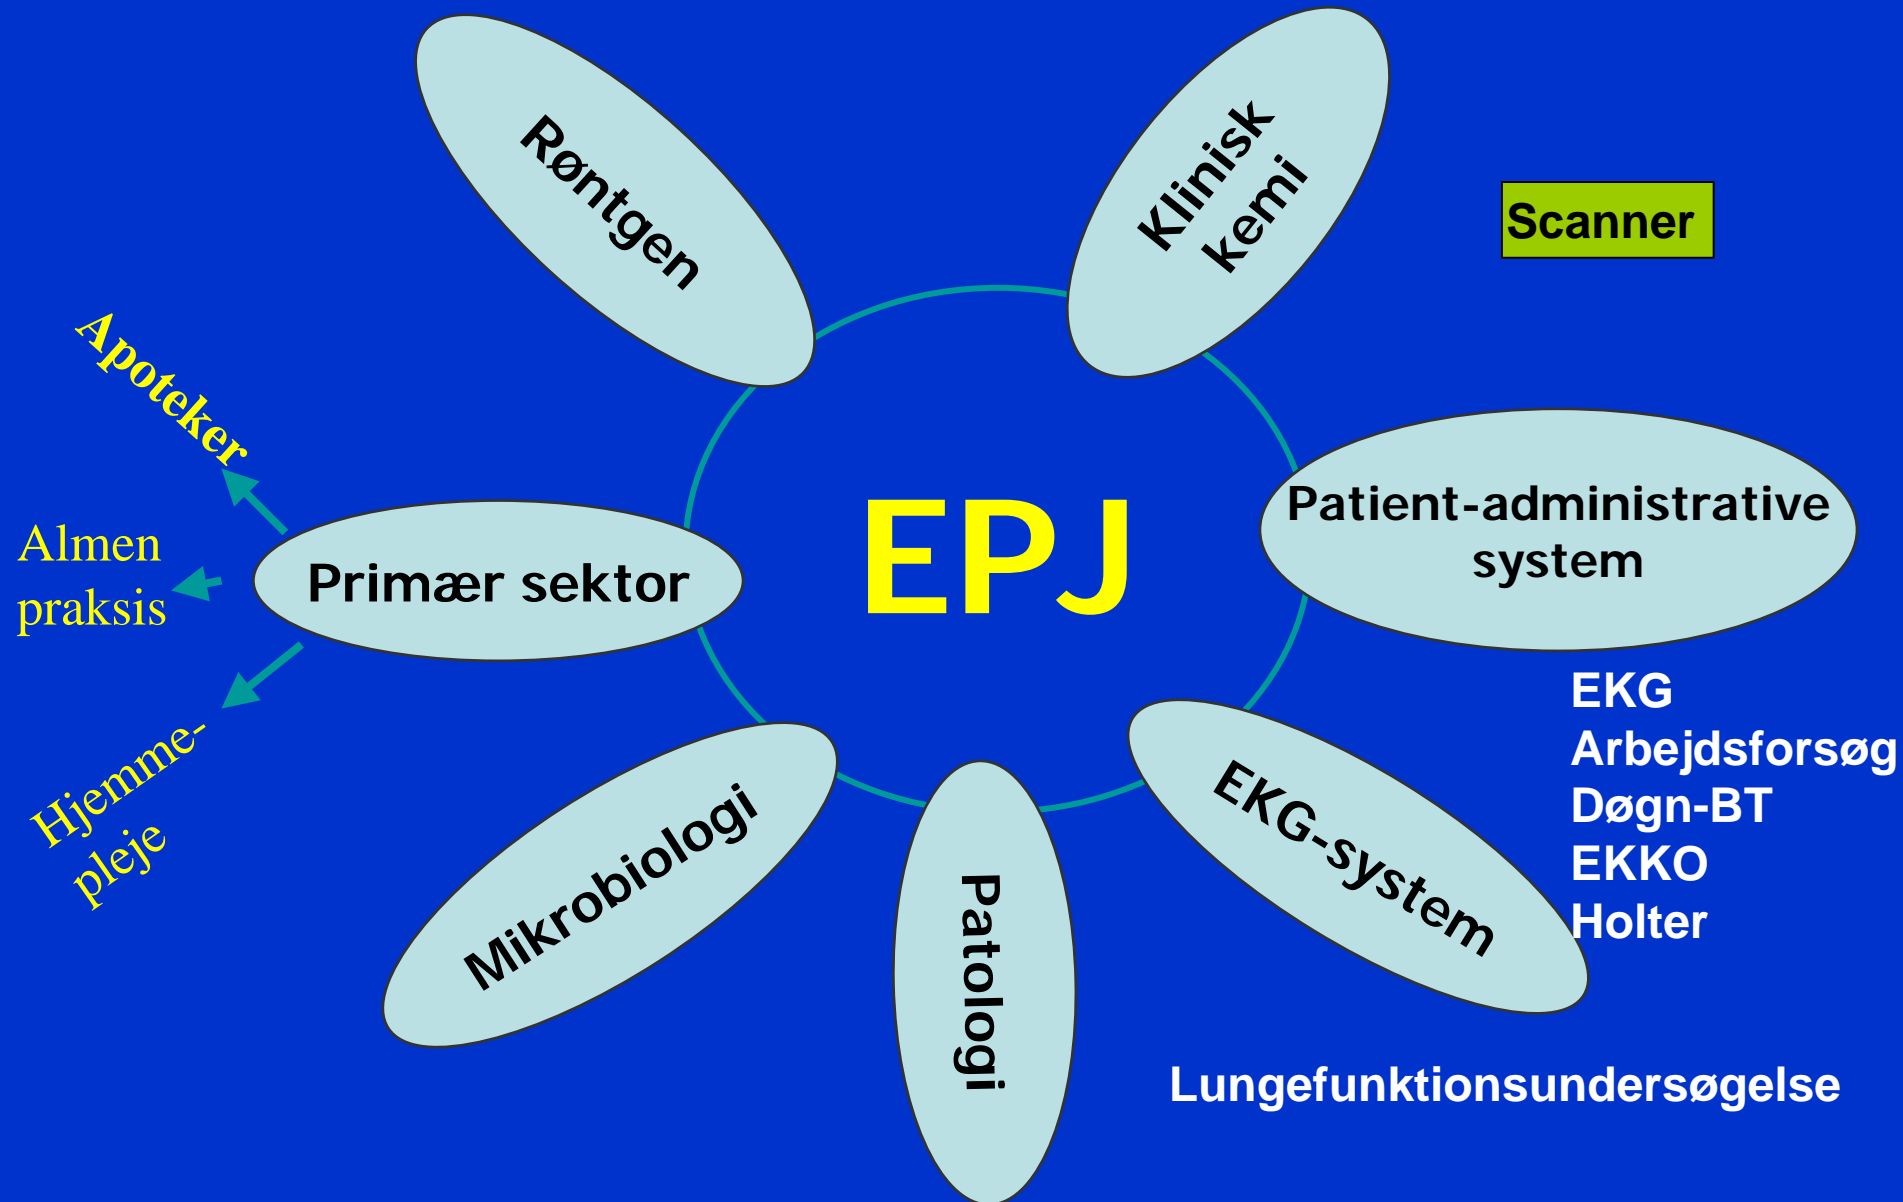 Røntgen
Klinisk
kemi
Scanner
Apoteker
Almen
praksis
Hjemme-
pleje
Primær sektor
EPJ
Patient-administrative
system
EKG
Arbejdsforsøg
Døgn-BT
EKKO
Holter
EKG-system
Mikrobiologi
Patologi
Lungefunktionsundersøgelse